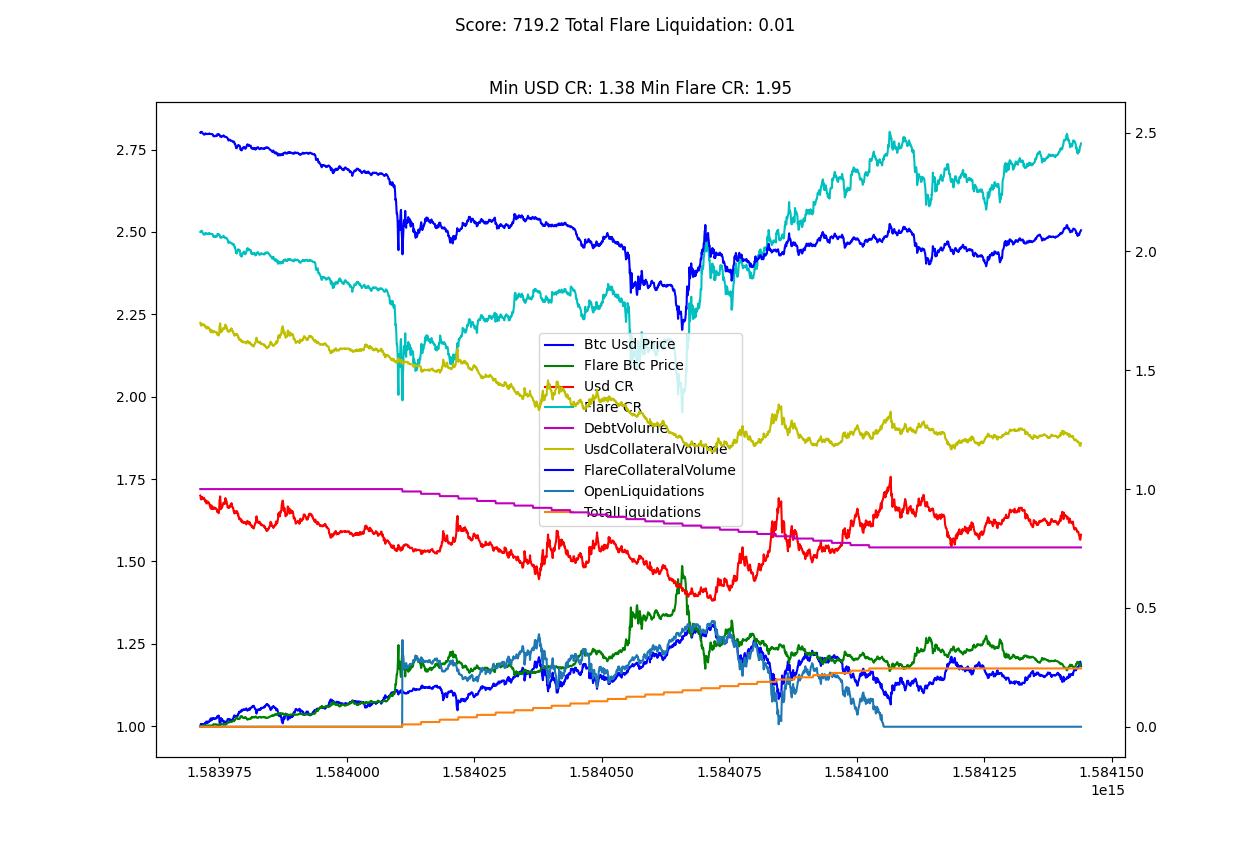 Score: 719.2 Total Flare Liquidation: 0.01
Min USD CR: 1.38 Min Flare CR: 1.95
2.75
2.50
2.25
2.00
1.75
1.50
1.25
1.00
2.5
2.0
1.5
1.0
0.5
0.0
Btc Usd Price
Flare Btc Price
Usd CR
Flare CR
DebtVolume
UsdCollateralVolume
FlareCollateralVolume
OpenLiquidations
TotalLiquidations
1.583975
1.584000
1.584025
1.584050
1.584075
1.584100
1.584125
1.584150
1e15